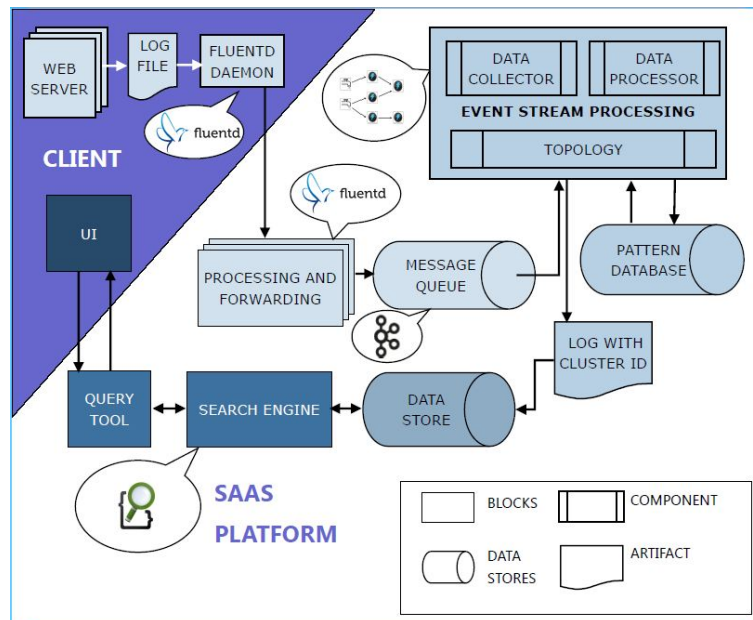 WEB
SERVER
LOG
FILE
FLUENTD
DAEMON
fluentd
CLIENT
DATA
COLLECTOR
DATA
PROCESSOR
EVENT STREAM PROCESSING
TOPOLOGY
fluentd
UI
PROCESSING AND
FORWARDING
MESSAGE
QUEUE
PATTERN
DATABASE
LOG WITH
CLUSTER ID
QUERY
TOOL
SEARCH ENGINE
DATA
STORE
SAAS
PLATFORM
BLOCKS
COMPONENT
DATA
STORES
ARTIFACT